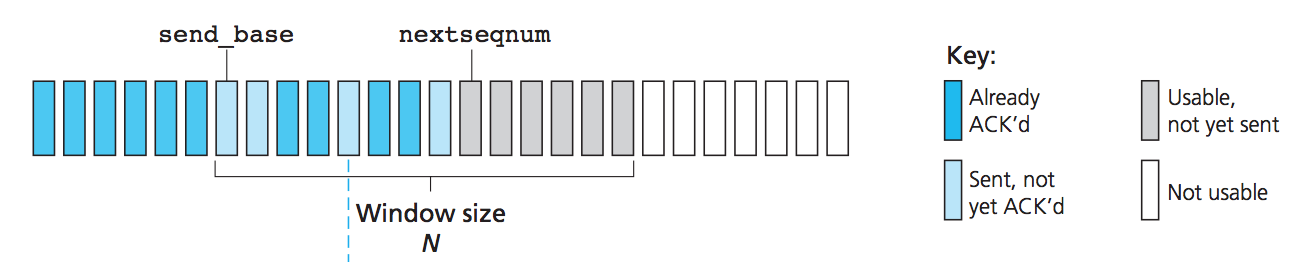 send_base
nextseqnum
Window size
N
Key:
Already
ACK’d
Usable,
not yet sent
Sent, not
yet ACK’d
Not usable